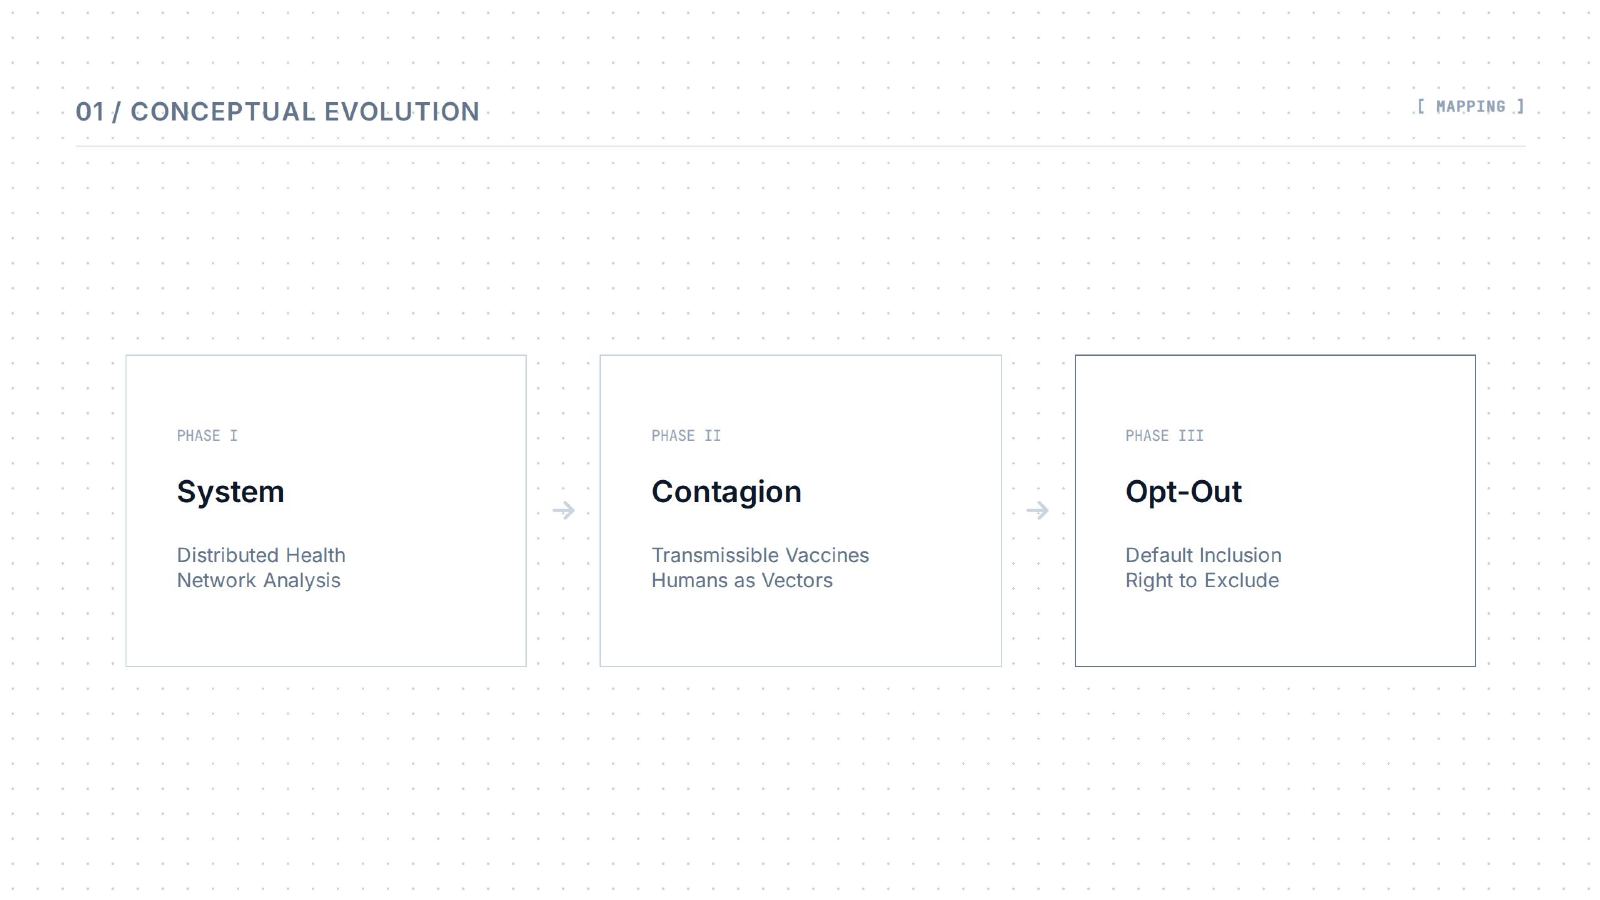 01 / CONCEPTUAL EVOLUTION
[ MAPPING ]
PHASE I
System
Distributed Health
Network Analysis
PHASE II
Contagion
Transmissible Vaccines
Humans as Vectors
PHASE III
Opt-Out
Default Inclusion
Right to Exclude